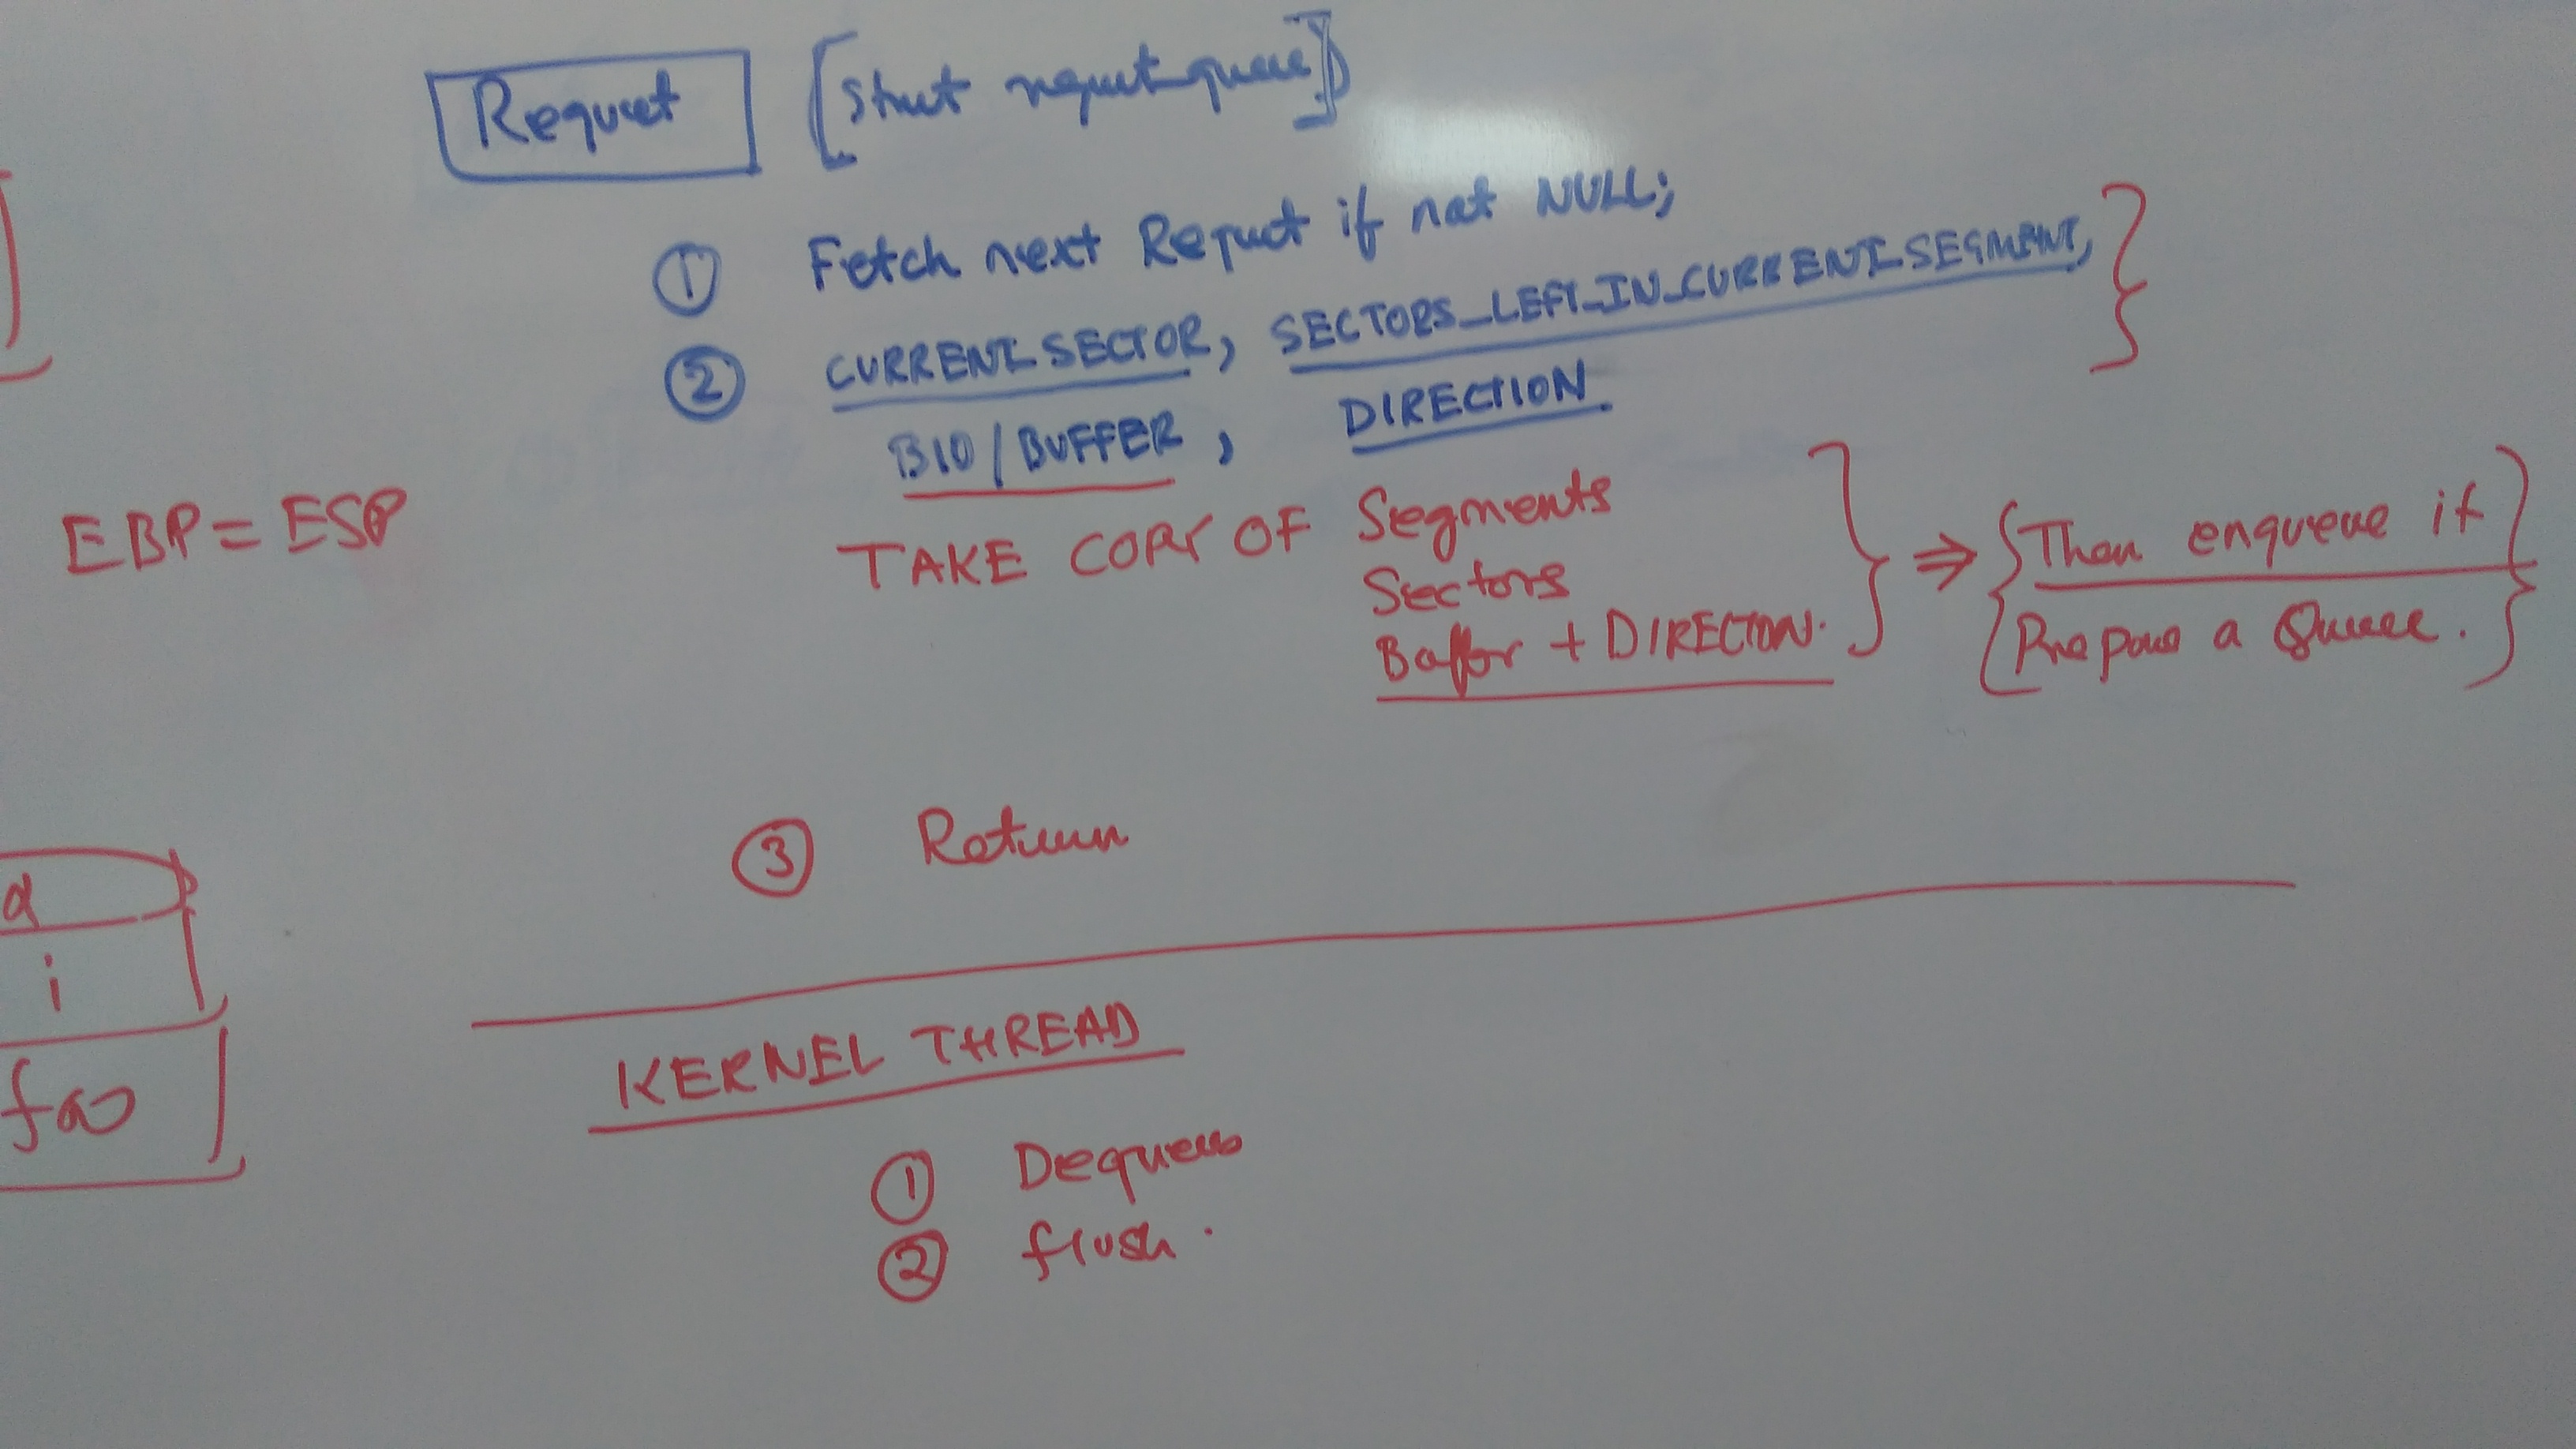 Request [struct request_queue]
① Fetch next Request if not NULL;
② CURRENT_SECTOR, SECTORS_LEFT_IN_CURRENT_SEGMENT,
BIO/BUFFER, DIRECTION.
EBP = ESP
TAKE COPY OF Segments
Sectors
Buffer + DIRECTION.
⇒ {Then enqueue it}
{Prepare a Queue.}
③ Return
d
i
foo
KERNEL THREAD
① Dequeue
② flush.